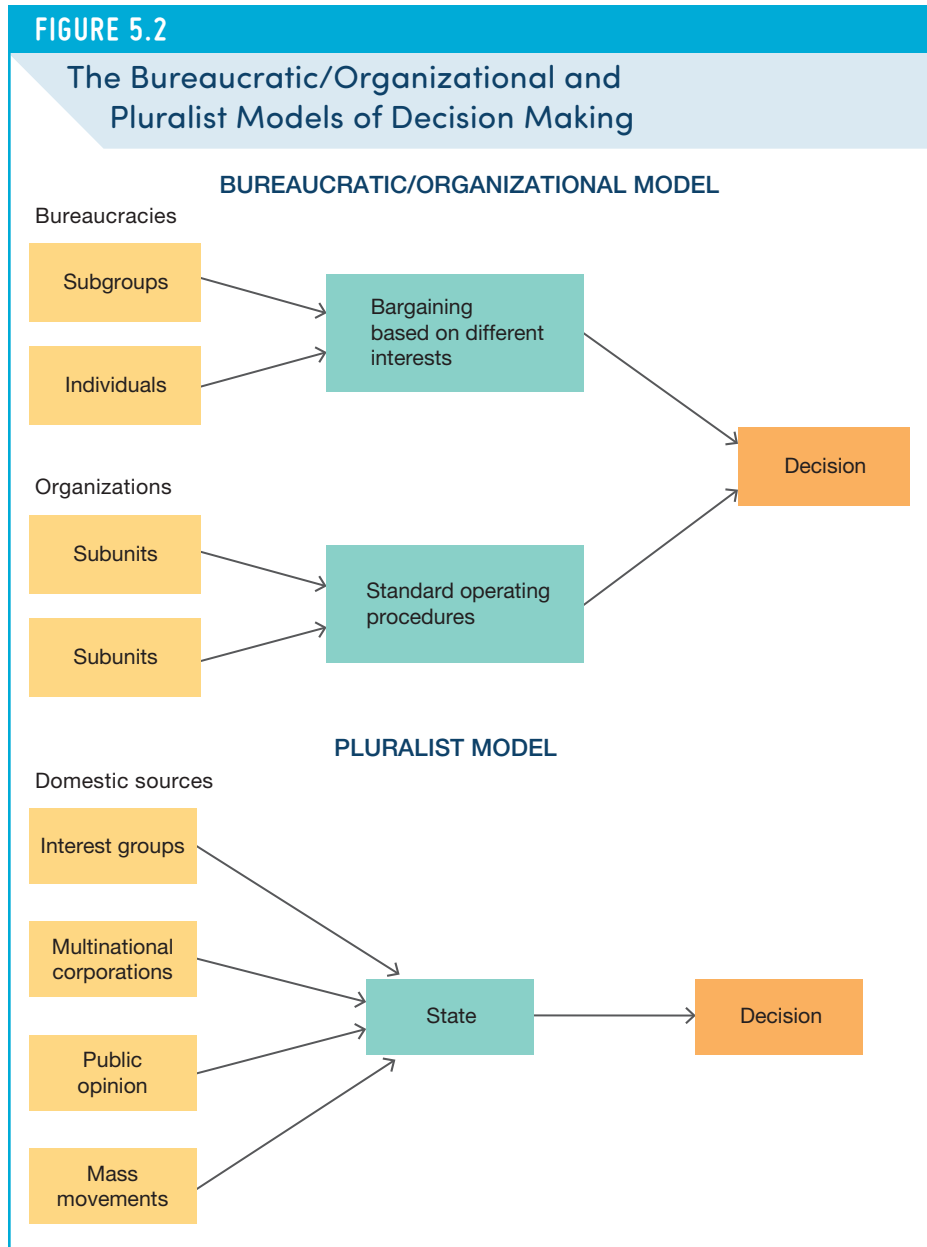 FIGURE 5.2
The Bureaucratic/Organizational and
Pluralist Models of Decision Making
BUREAUCRATIC/ORGANIZATIONAL MODEL
Bureaucracies
Subgroups
Individuals
Bargaining
based on different
interests
Decision
Organizations
Subunits
Subunits
Standard operating
procedures
PLURALIST MODEL
Domestic sources
Interest groups
Multinational
corporations
Public
opinion
Mass
movements
State
Decision